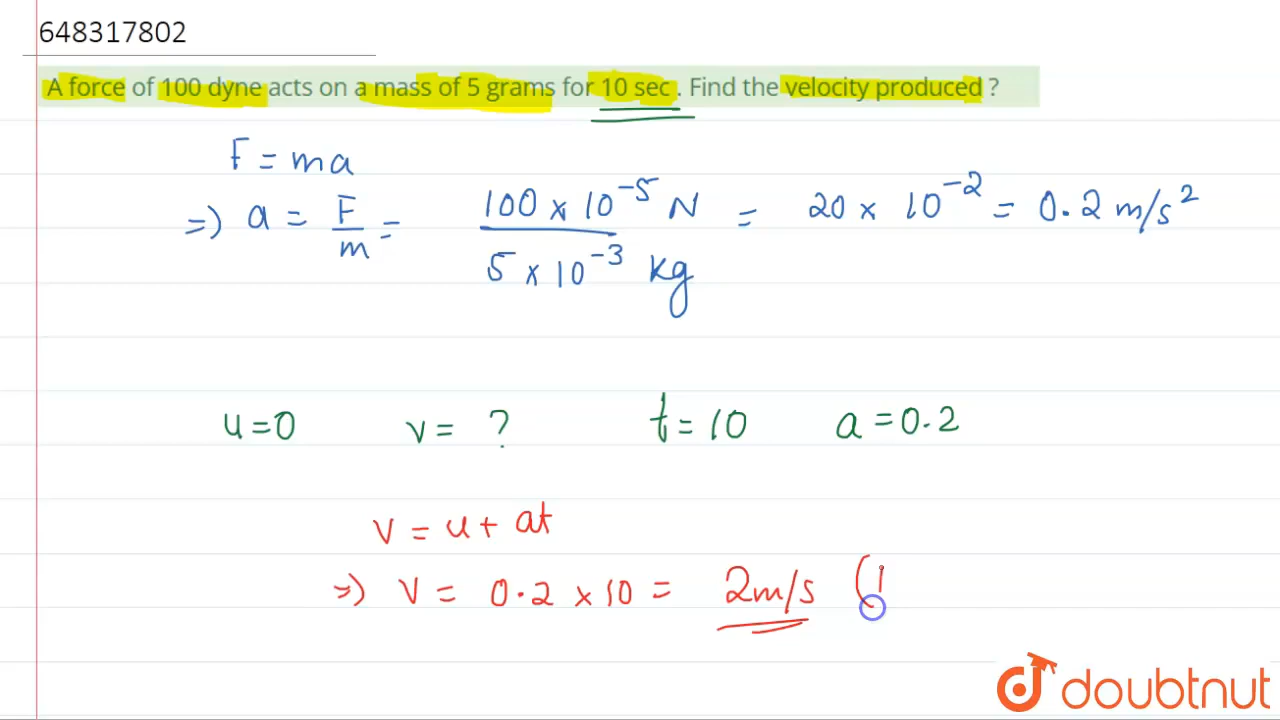 648317802
A force of 100 dyne acts on a mass of 5 grams for 10 sec . Find the velocity produced ?
F = ma
=) a = F/m = 100 × 10^-5 N / 5 × 10^-3 kg = 20 × 10^-2 = 0.2 m/s^2
u = 0 v = ? t = 10 a = 0.2
v = u + at
=) v = 0.2 × 10 = 2m/s (
doubtnut